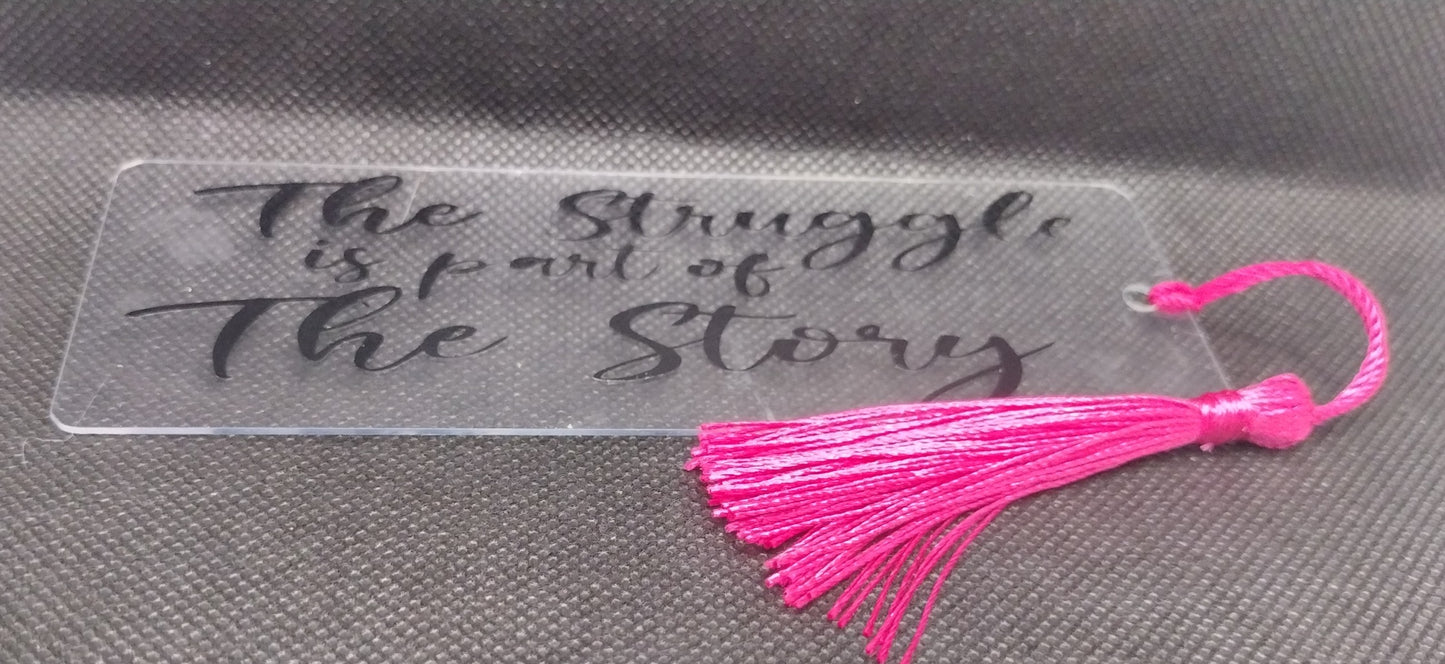 The Struggle
is part of
The Story